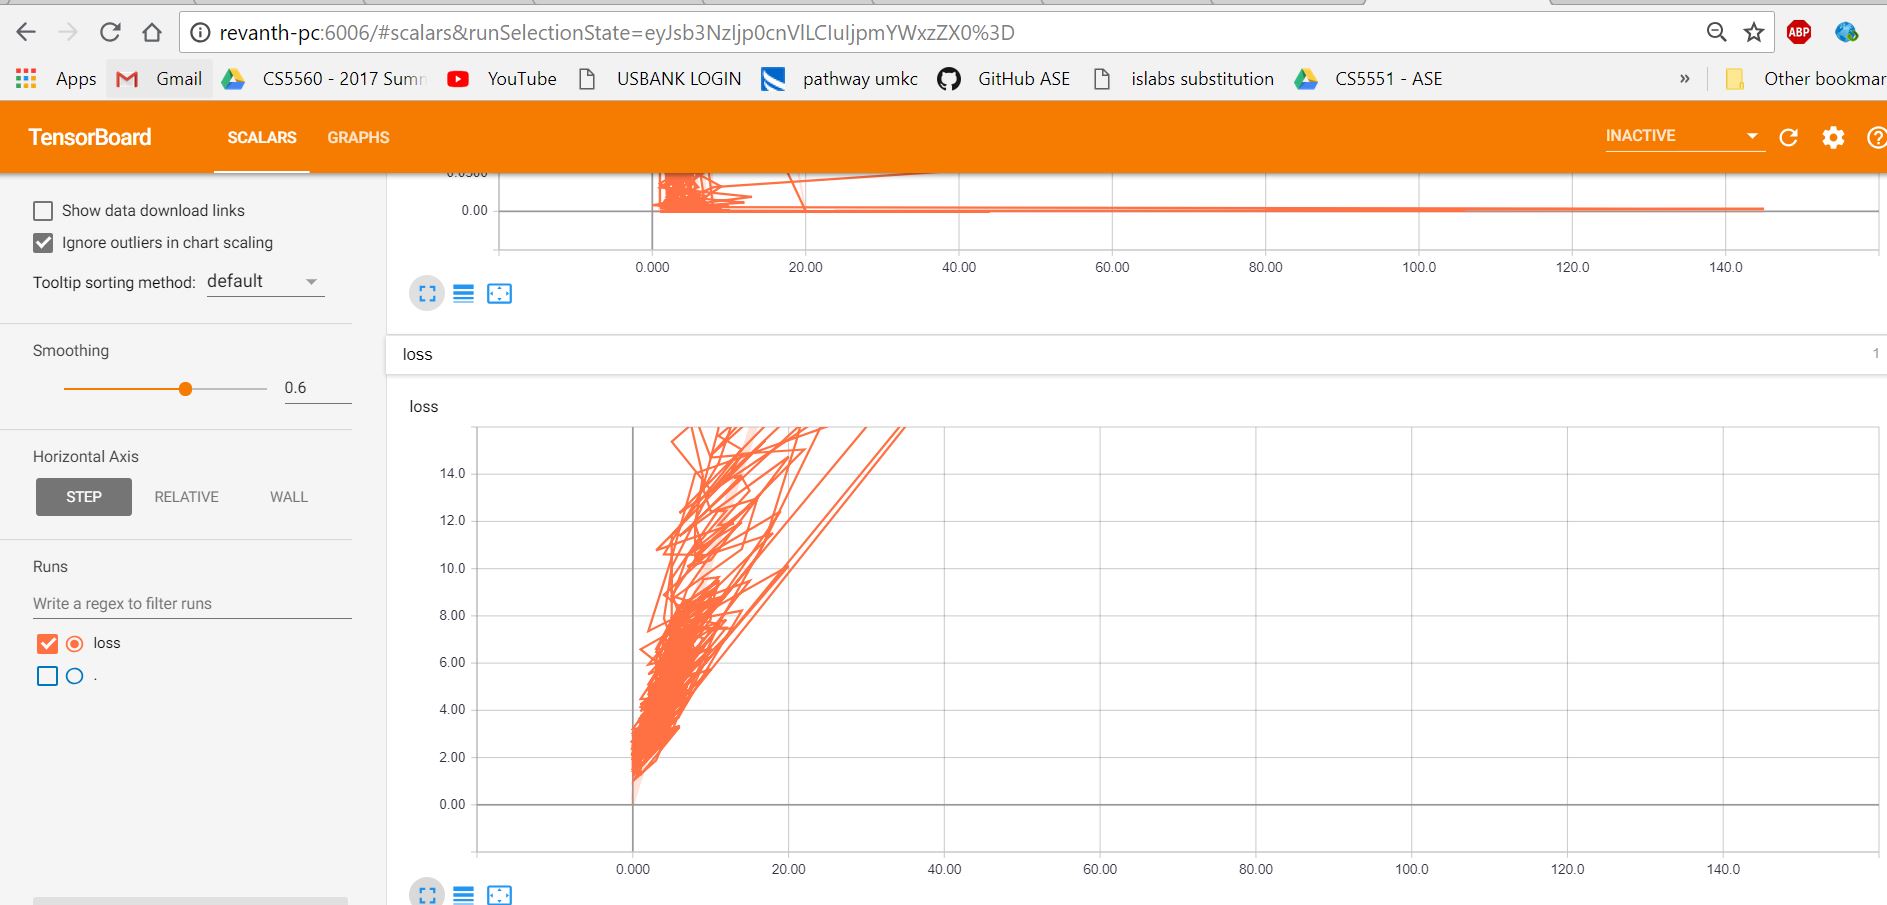 revanth-pc:6006/#scalars&runSelectionState=eyJsb3NzIjp0cnVlLCIuIjpmYWxzZX0%3D
ABP
Apps Gmail CS5560 - 2017 Summ YouTube USBANK LOGIN pathway umkc GitHub ASE islabs substitution CS5551 - ASE » Other bookmar
TensorBoard SCALARS GRAPHS INACTIVE
Show data download links
Ignore outliers in chart scaling
Tooltip sorting method: default
Smoothing
0.6
Horizontal Axis
STEP RELATIVE WALL
Runs
Write a regex to filter runs
loss
.
0.0500
0.00
0.000 20.00 40.00 60.00 80.00 100.0 120.0 140.0
loss 1
loss
14.0
12.0
10.0
8.00
6.00
4.00
2.00
0.00
0.000 20.00 40.00 60.00 80.00 100.0 120.0 140.0